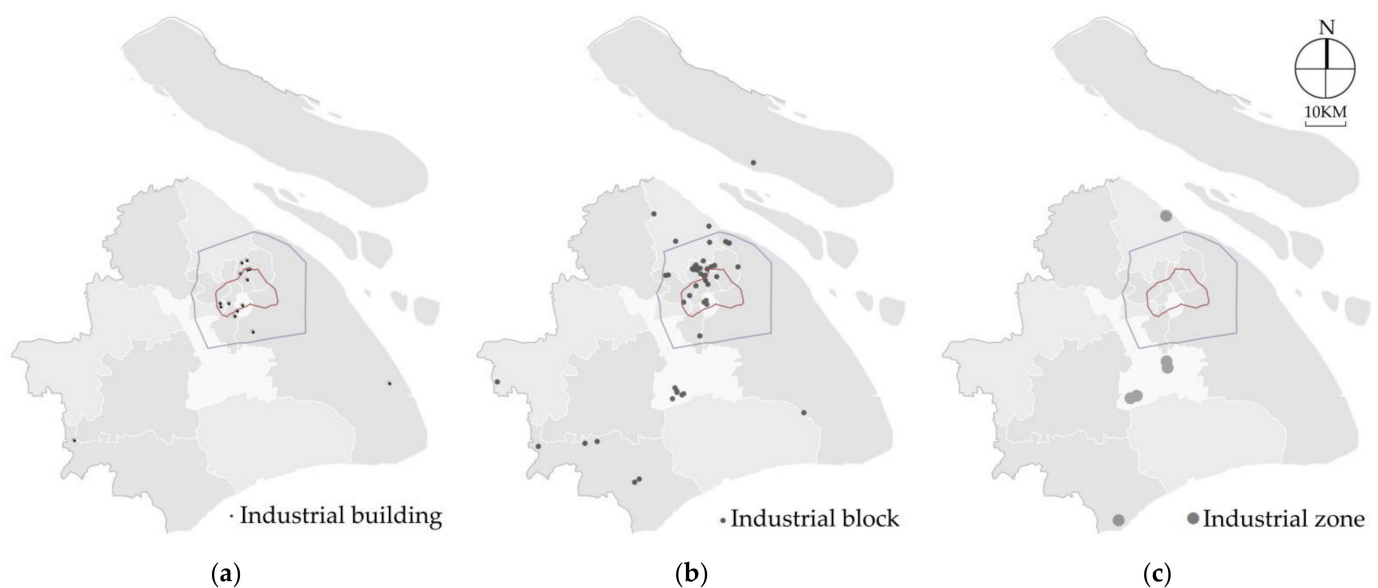 N
10KM
Industrial building
Industrial block
Industrial zone
(a)
(b)
(c)